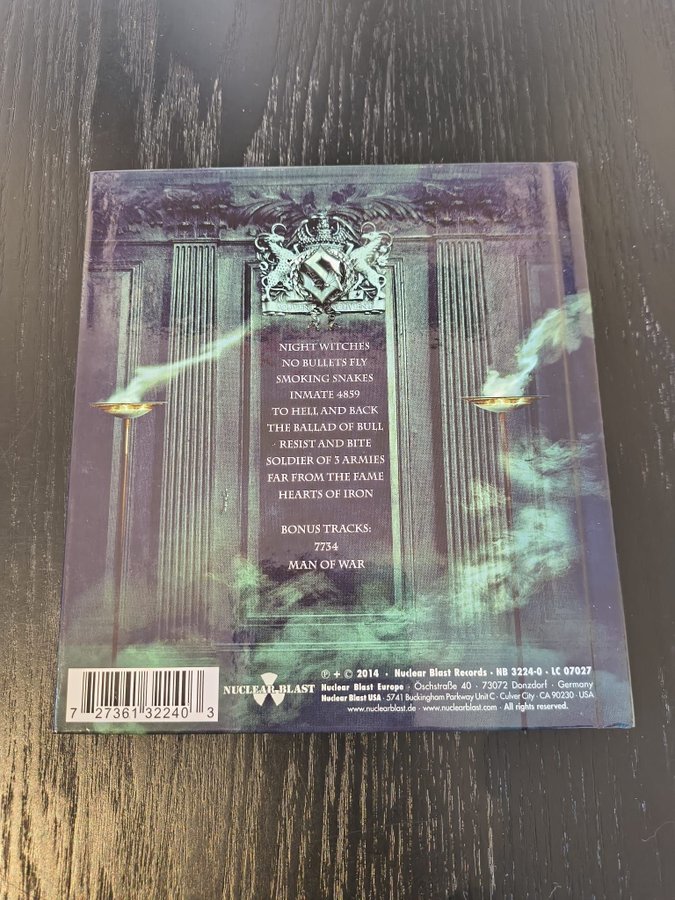 S
NIGHT WITCHES
NO BULLETS FLY
SMOKING SNAKES
INMATE 4859
TO HELL AND BACK
THE BALLAD OF BULL
RESIST AND BITE
SOLDIER OF 3 ARMIES
FAR FROM THE FAME
HEARTS OF IRON
BONUS TRACKS:
7734
MAN OF WAR
7 27361 32240 3
NUCLEAR BLAST
℗ + © 2014 · Nuclear Blast Records · NB 3224-0 · LC 07027
Nuclear Blast Europe · Öschstraße 40 · 73072 Donzdorf · Germany
Nuclear Blast USA · 5741 Buckingham Parkway Unit C · Culver City · CA 90230 · USA
www.nuclearblast.de · www.nuclearblast.com · All rights reserved.